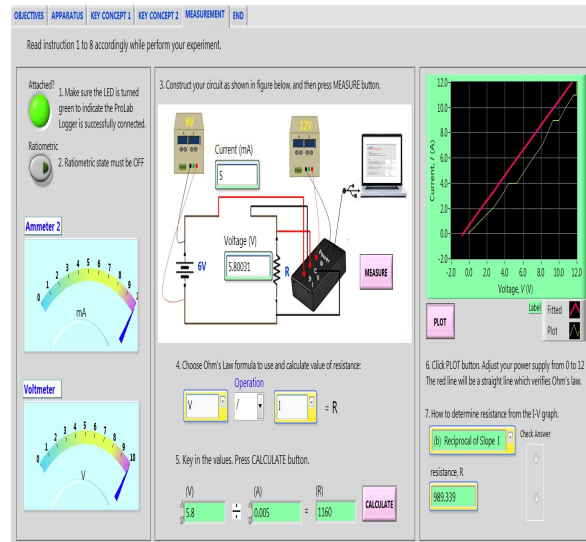 OBJECTIVES APPARATUS KEY CONCEPT 1 KEY CONCEPT 2 MEASUREMENT END
Read instruction 1 to 8 accordingly while perform your experiment.
Attached?
1. Make sure the LED is turned
green to indicate the ProLab
Logger is successfully connected.
Ratiometric
2. Ratiometric state must be OFF
Ammeter 2
0 1 2 3 4 5 6 7 8 9
mA
Voltmeter
0 1 2 3 4 5 6 7 8 9 10
V
3. Construct your circuit as shown in figure below, and then press MEASURE button.
6V
12V
Current (mA)
5
Voltage (V)
5.80031
6V
R
Power
MEASURE
4. Choose Ohm's Law formula to use and calculate value of resistance:
Operation
V / I = R
5. Key in the values. Press CALCULATE button.
(V) (A) (R)
5.8 ÷ 0.005 = 1160
CALCULATE
12.0
10.0
8.0
6.0
4.0
2.0
0.0
-2.0
Current, I (A)
-2.0 0.0 2.0 4.0 6.0 8.0 10.0 12.0
Voltage, V (V)
PLOT
Label
Fitted
Plot
6. Click PLOT button. Adjust your power supply from 0 to 12
The red line will be a straight line which verifies Ohm's law.
7. How to determine resistance from the I-V graph.
(b) Reciprocal of Slope I
Check Answer
resistance, R
989.339